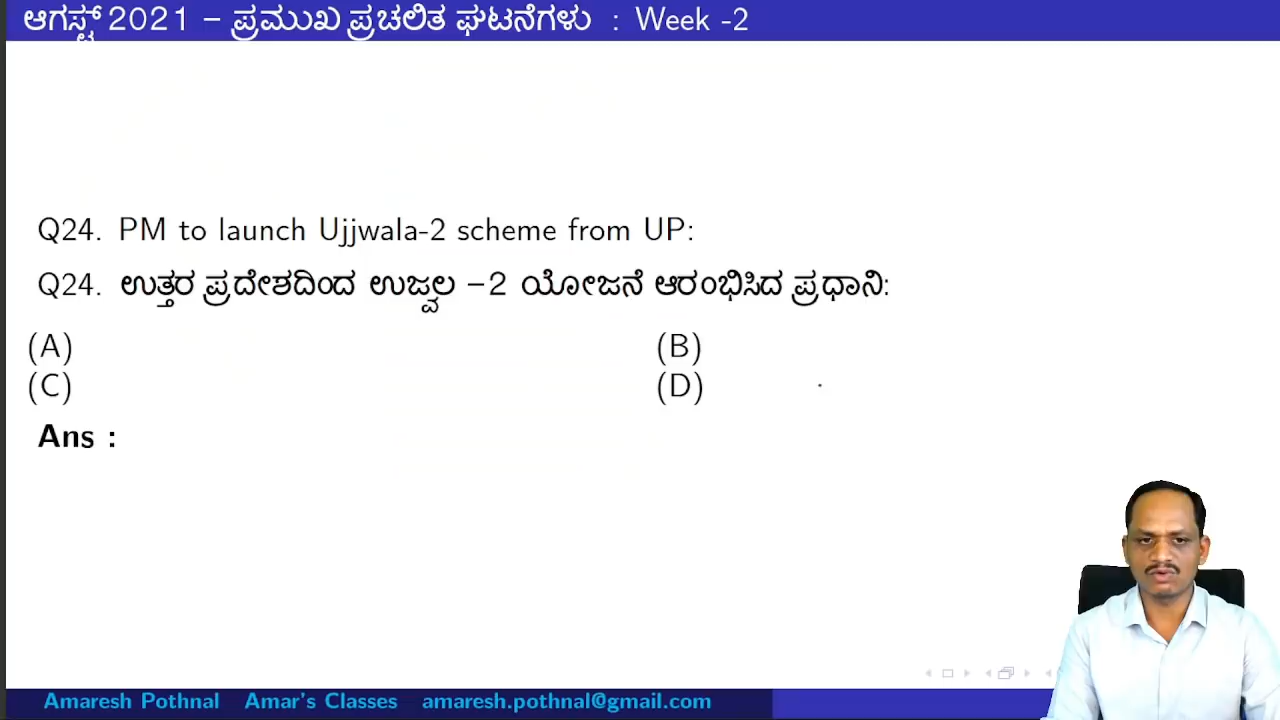 ಆಗಸ್ಟ್ 2021 – ಪ್ರಮುಖ ಪ್ರಚಲಿತ ಘಟನೆಗಳು : Week -2
Q24. PM to launch Ujjwala-2 scheme from UP:
Q24. ಉತ್ತರ ಪ್ರದೇಶದಿಂದ ಉಜ್ವಲ –2 ಯೋಜನೆ ಆರಂಭಿಸಿದ ಪ್ರಧಾನಿ:
(A) (B)
(C) (D)
Ans :
Amaresh Pothnal Amar's Classes amaresh.pothnal@gmail.com